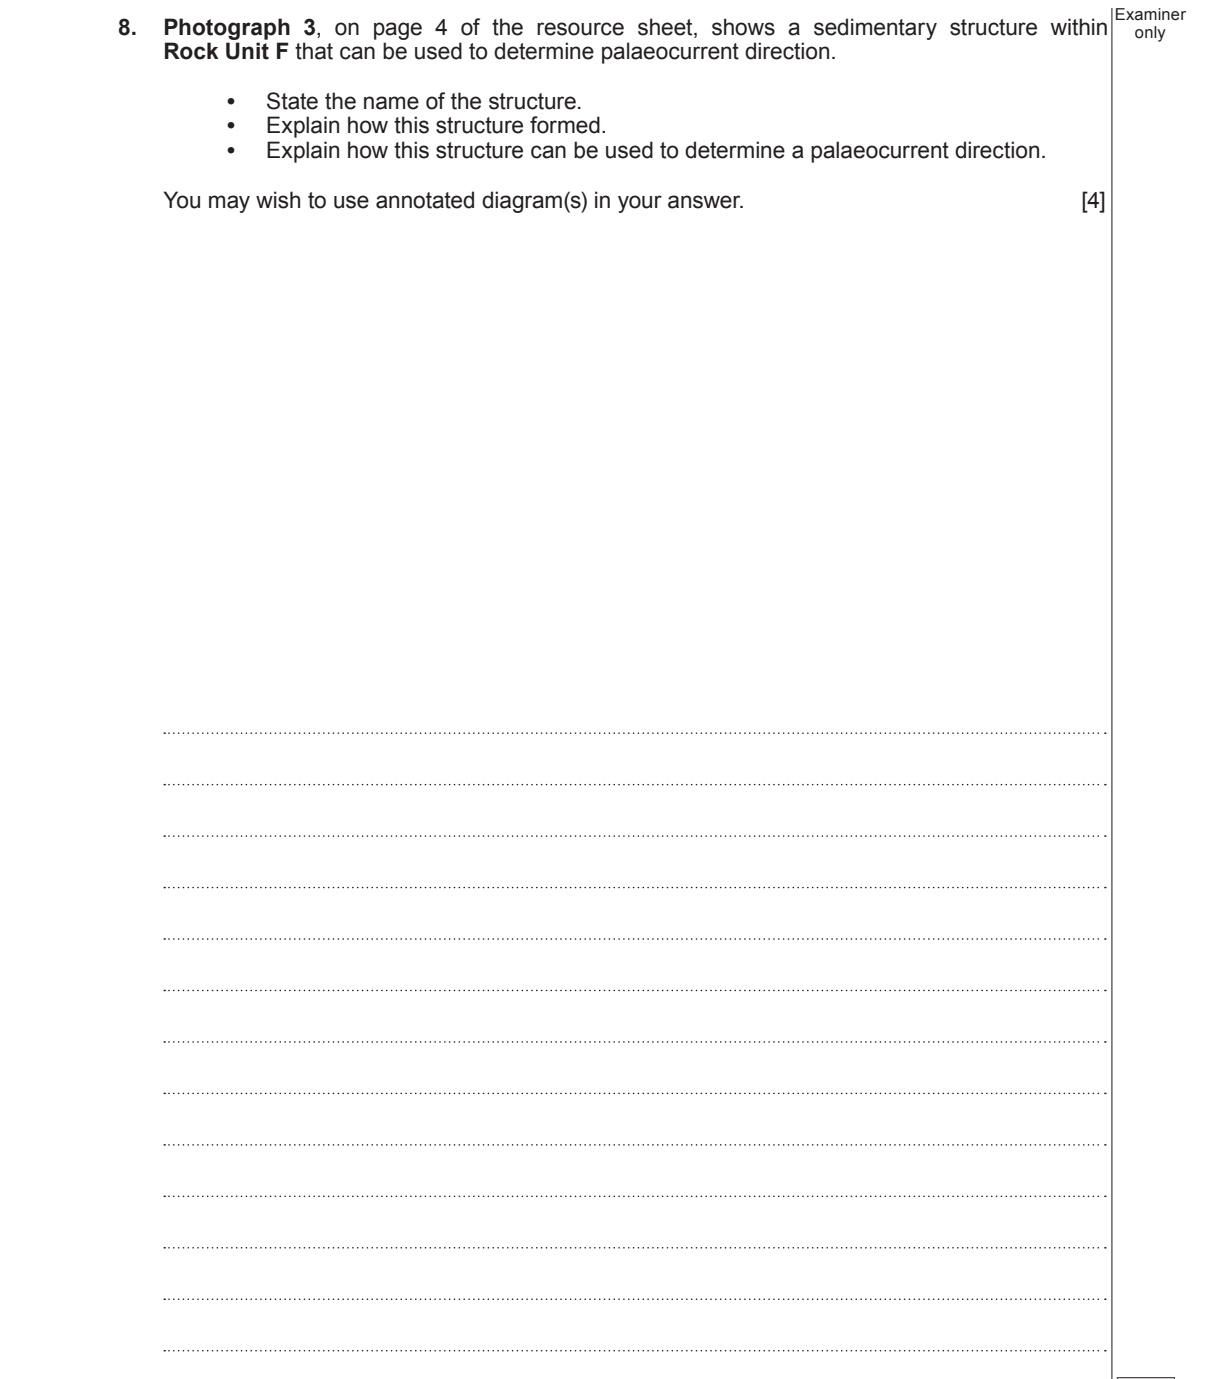 Examiner
only
8. Photograph 3, on page 4 of the resource sheet, shows a sedimentary structure within
Rock Unit F that can be used to determine palaeocurrent direction.
• State the name of the structure.
• Explain how this structure formed.
• Explain how this structure can be used to determine a palaeocurrent direction.
You may wish to use annotated diagram(s) in your answer. [4]